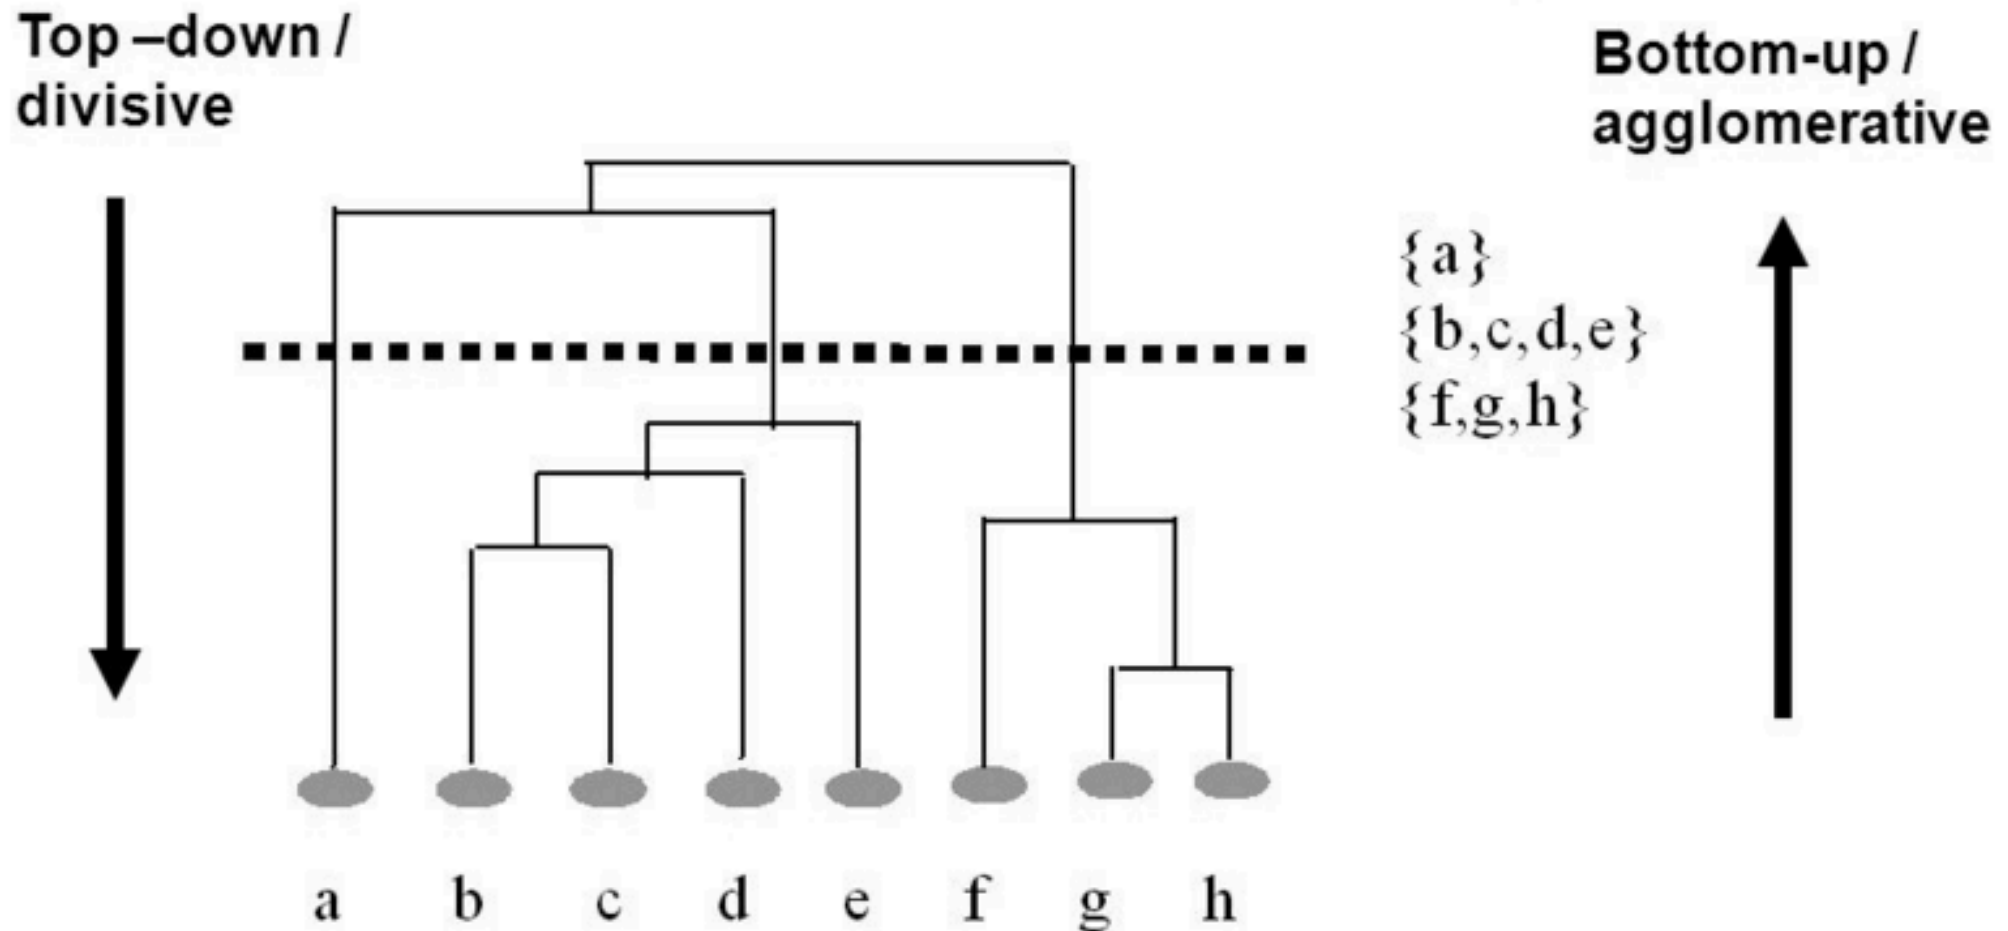 Top –down /
divisive
Bottom-up /
agglomerative
{a}
{b,c,d,e}
{f,g,h}
a b c d e f g h